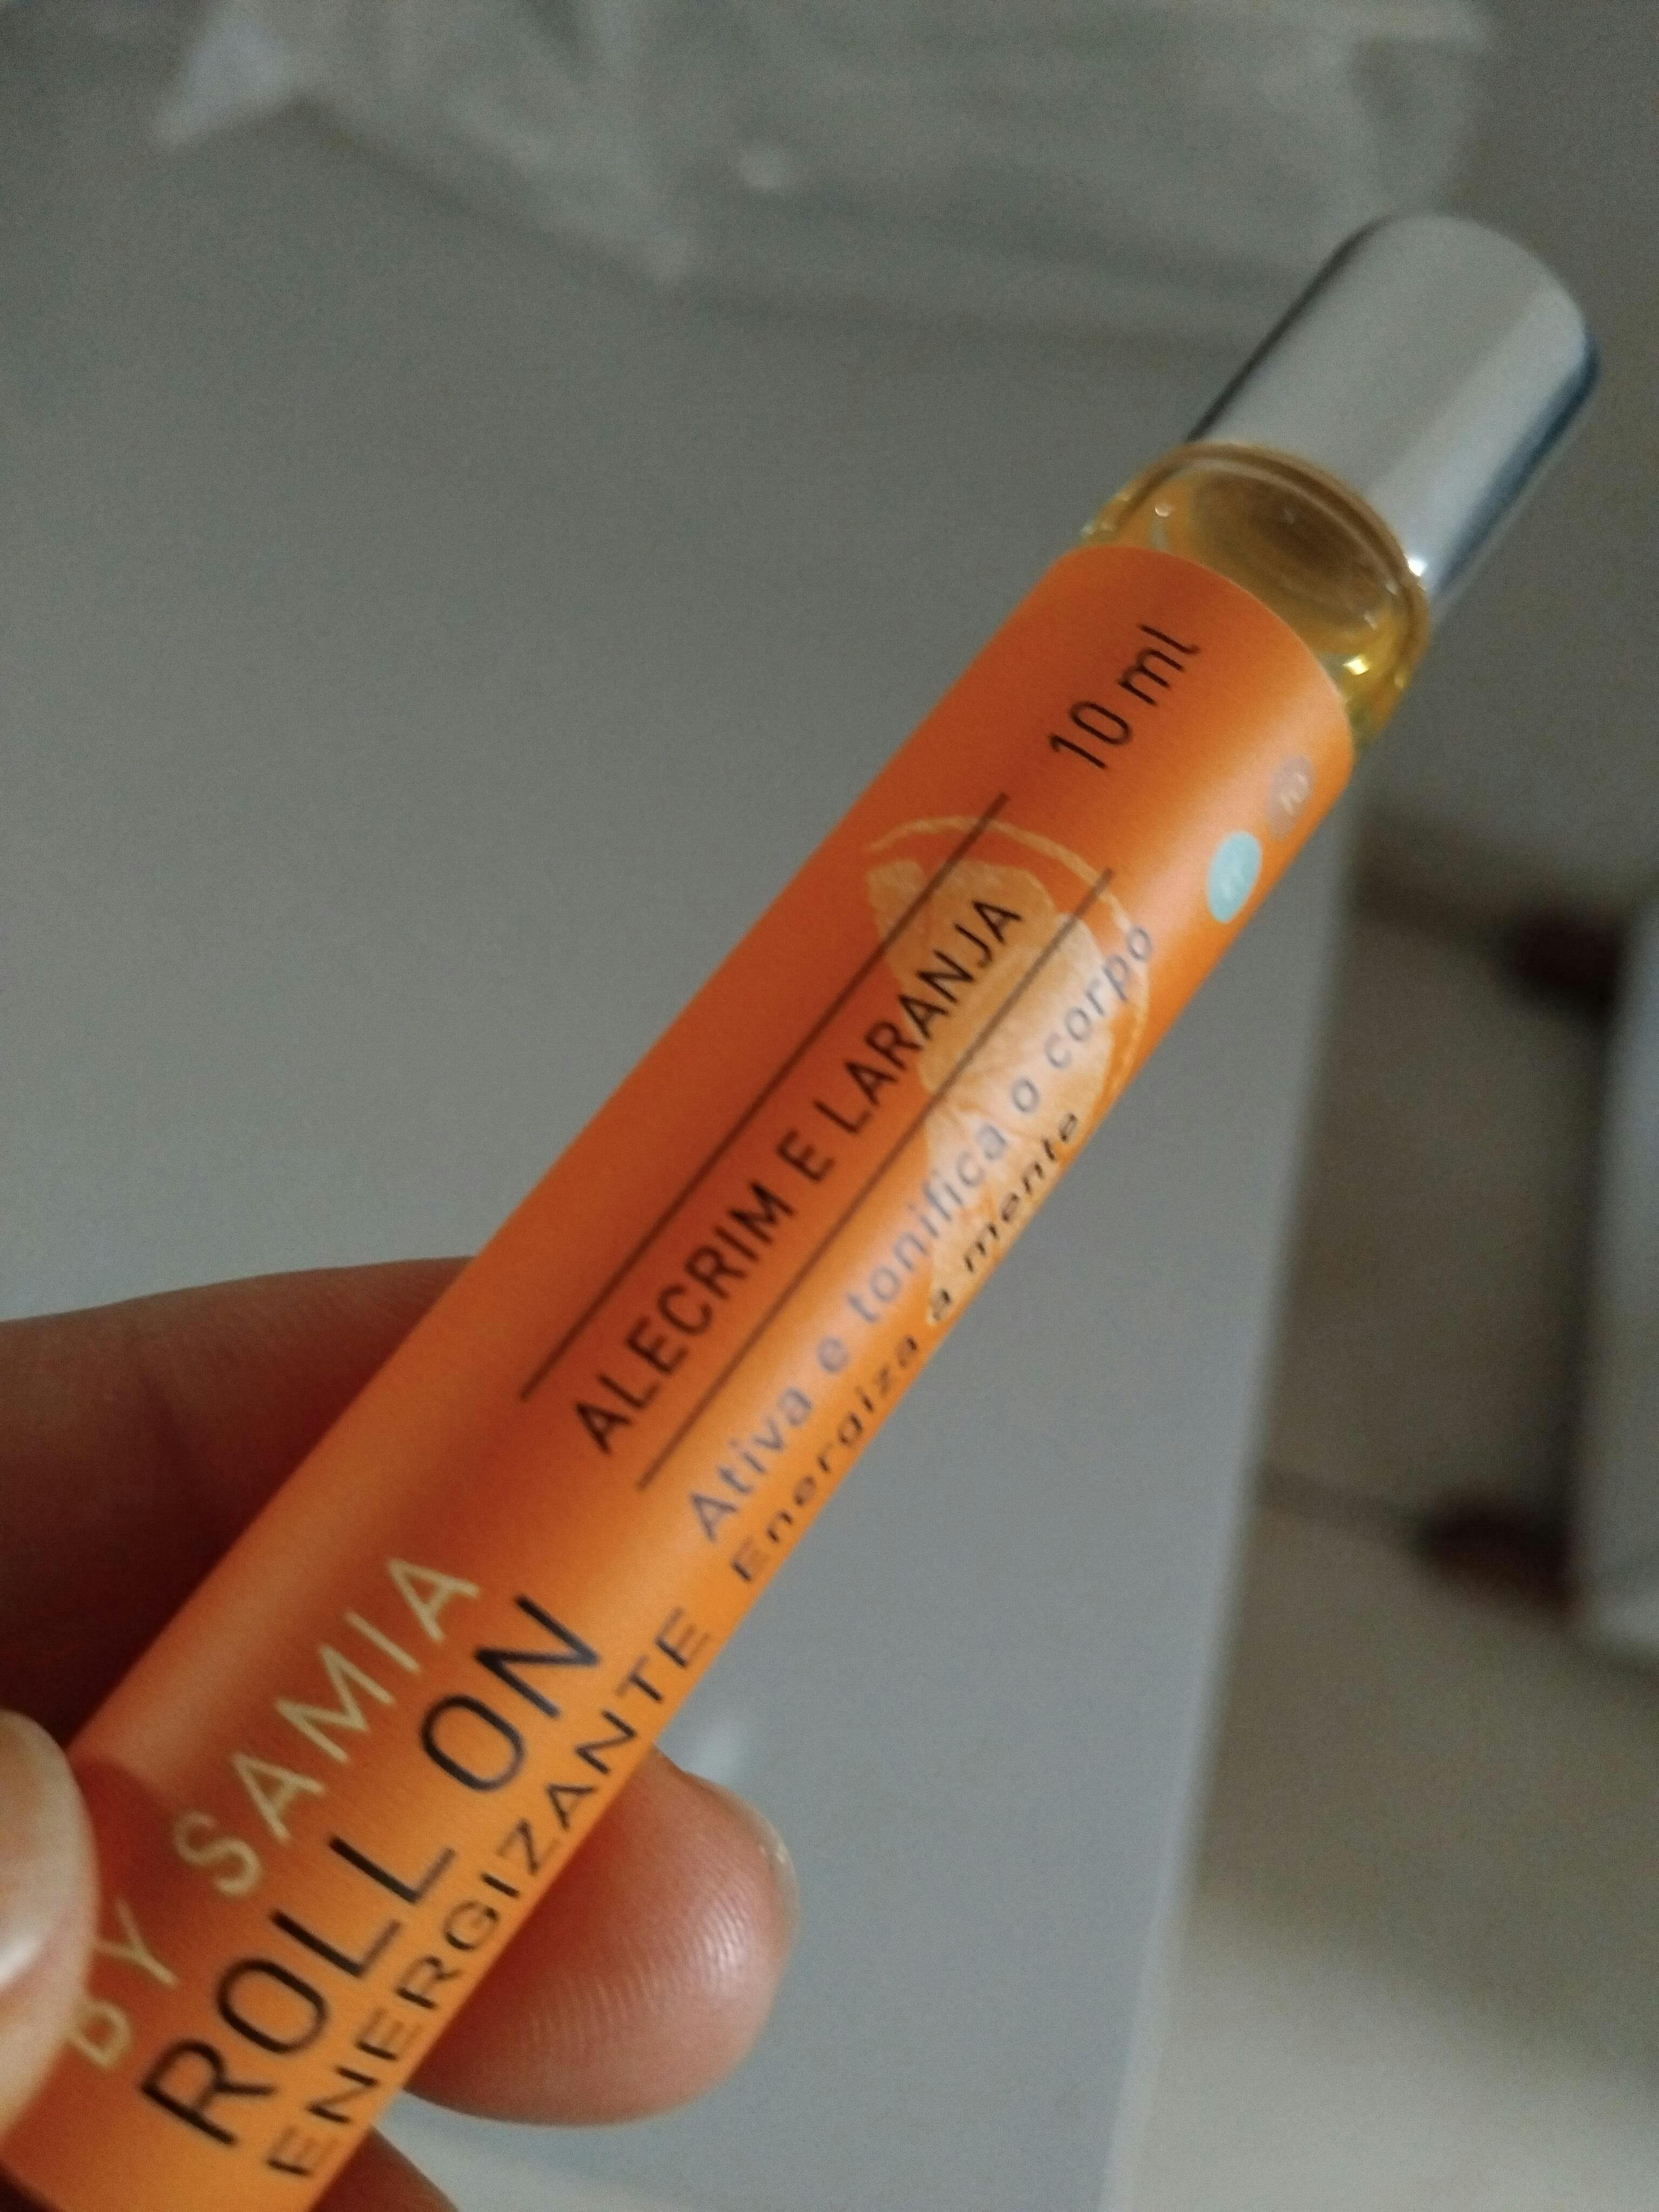 BY SAMIA
ROLL ON
ENERGIZANTE
ALECRIM E LARANJA
Ativa e tonifica o corpo
Energiza a mente
10 ml